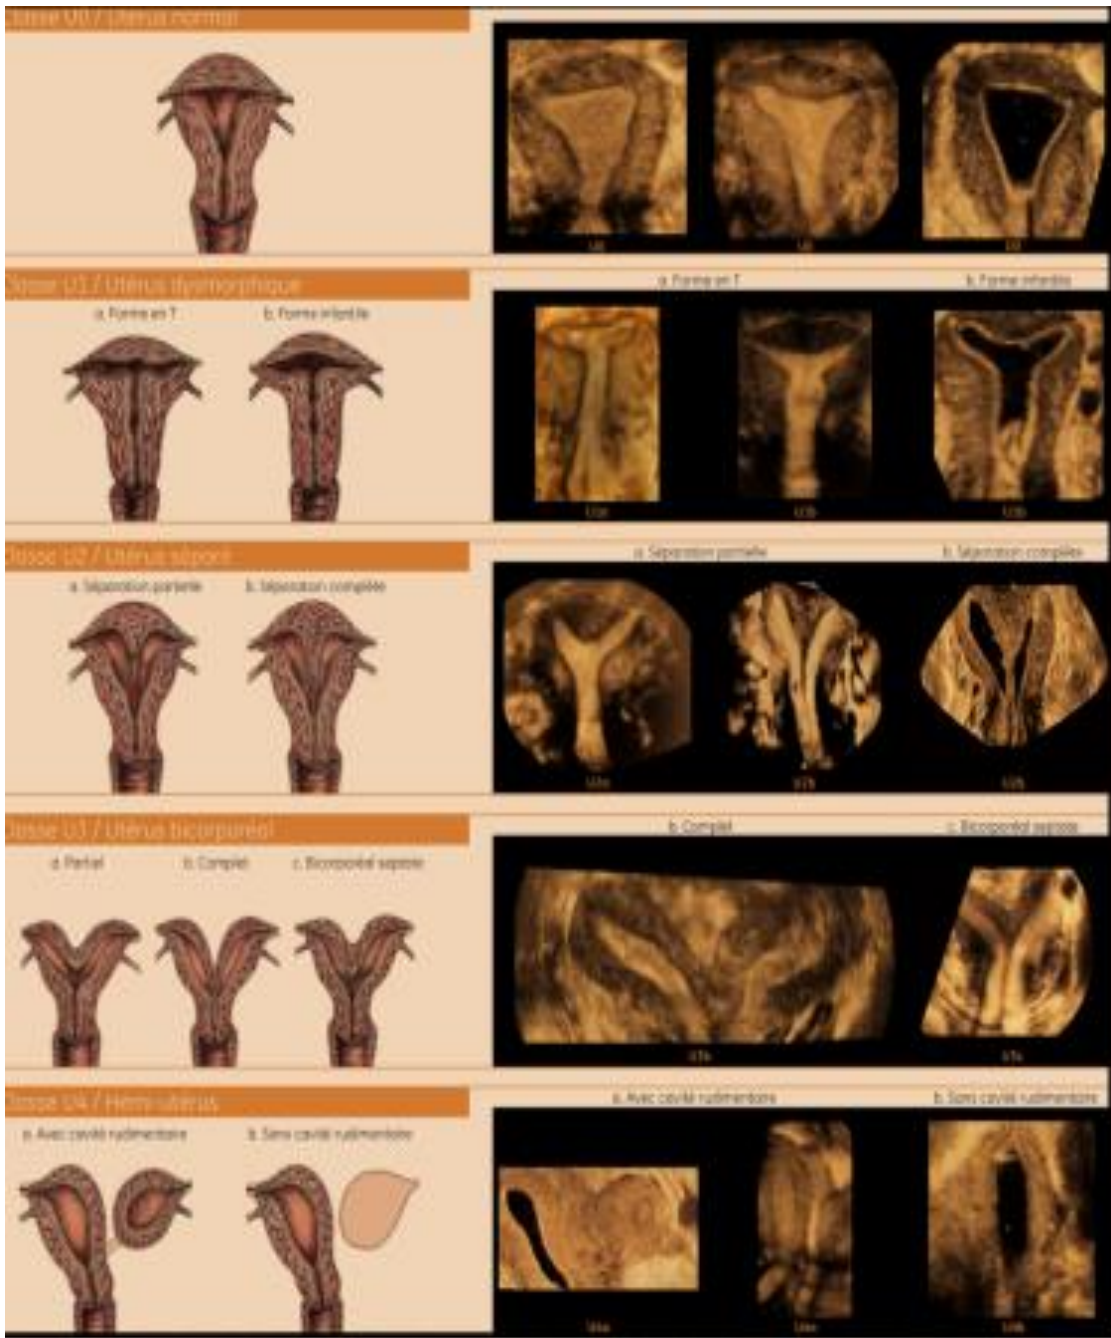 Classe U0 / Utérus normal
Classe U1 / Utérus dysmorphique
a. Forme en T
b. Forme infantile
a. Forme en T
b. Forme infantile
Classe U2 / Utérus séparé
a. Séparation partielle
b. Séparation complète
a. Séparation partielle
b. Séparation complète
Classe U3 / Utérus bicorporéal
a. Partiel
b. Complet
c. Bicorporéal septate
b. Complet
c. Bicorporéal septate
Classe U4 / Hémi-utérus
a. Avec cavité rudimentaire
b. Sans cavité rudimentaire
a. Avec cavité rudimentaire
b. Sans cavité rudimentaire